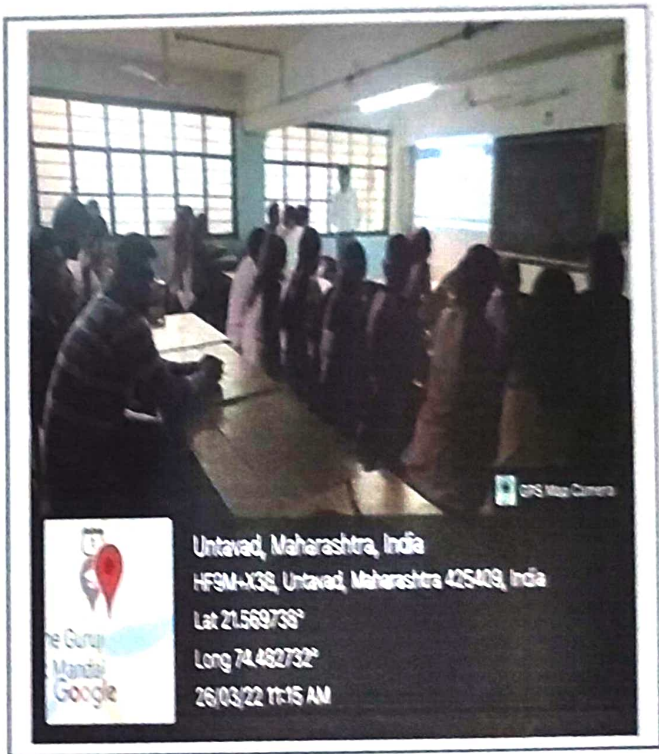 GPS Map Camera
Untavad, Maharashtra, India
HF9M+X38, Untavad, Maharashtra 425409, India
Lat 21.569738°
Long 74.482732°
26/03/22 11:15 AM
Mandal
Google